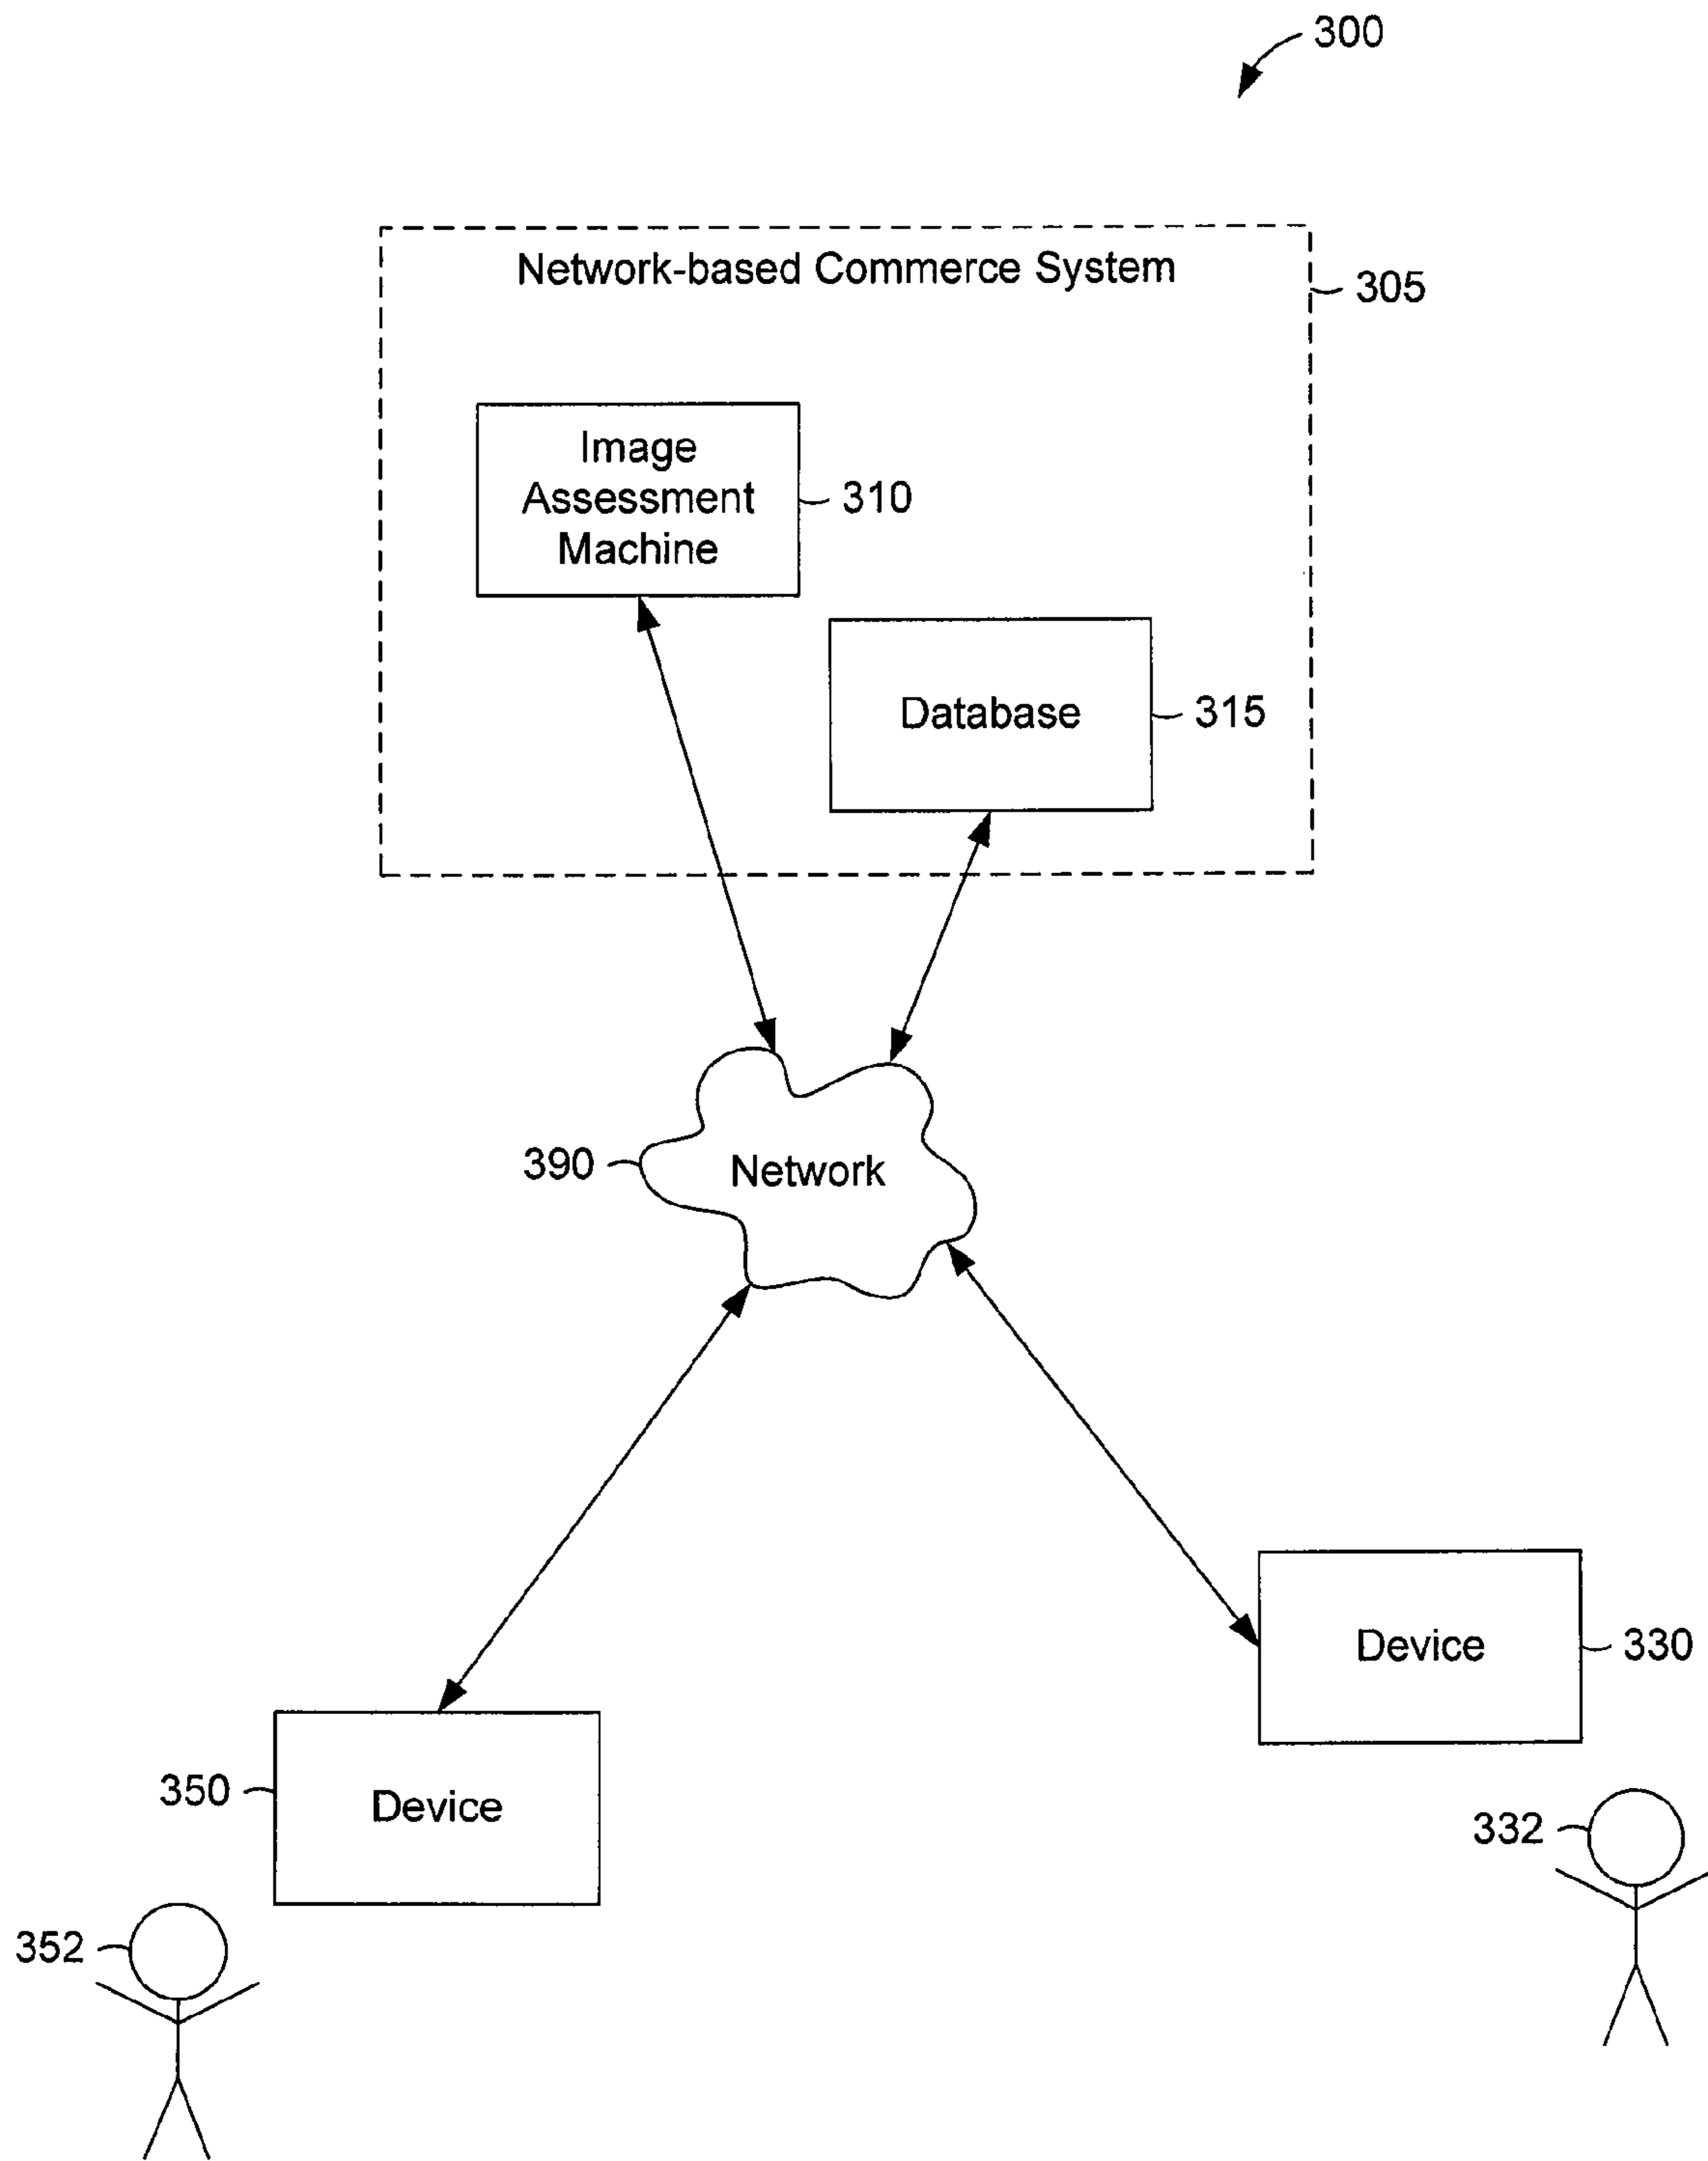 300
Network-based Commerce System
305
Image
Assessment
Machine
310
Database
315
390
Network
Device
330
350
Device
332
352